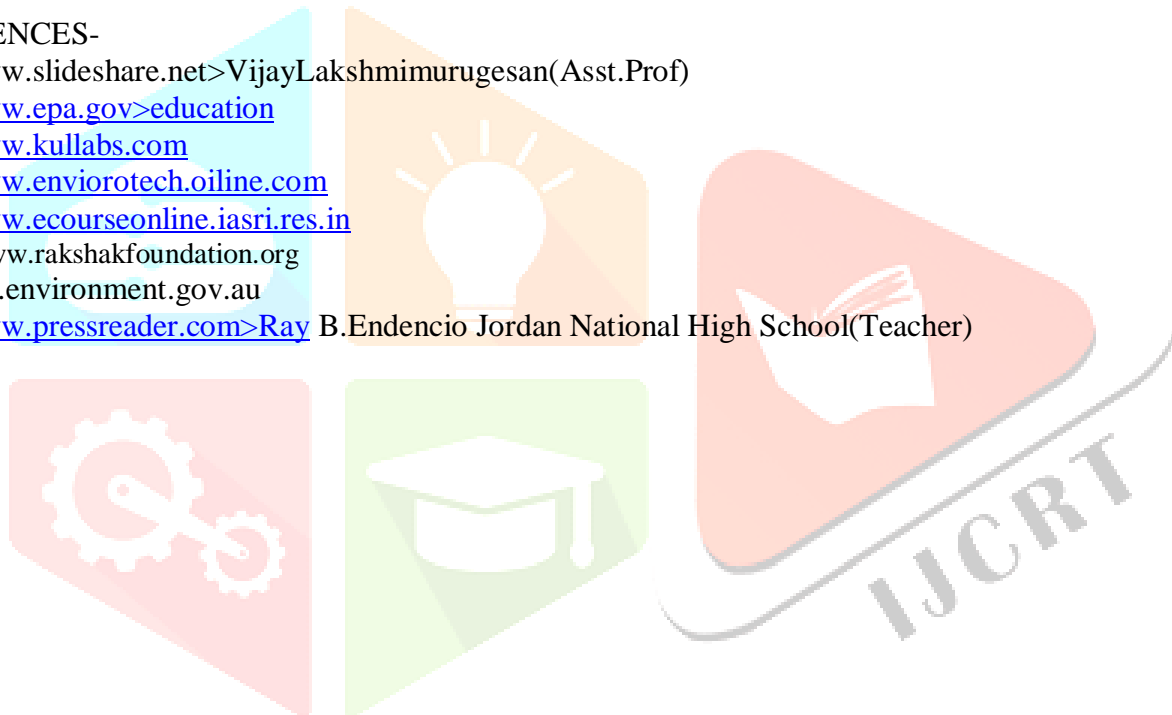 ENCES-
w.slideshare.net>VijayLakshmimurugesan(Asst.Prof)
w.epa.gov>education
w.kullabs.com
w.enviorotech.oiline.com
w.ecourseonline.iasri.res.in
ww.rakshakfoundation.org
.environment.gov.au
w.pressreader.com>Ray B.Endencio Jordan National High School(Teacher)
IJCRT